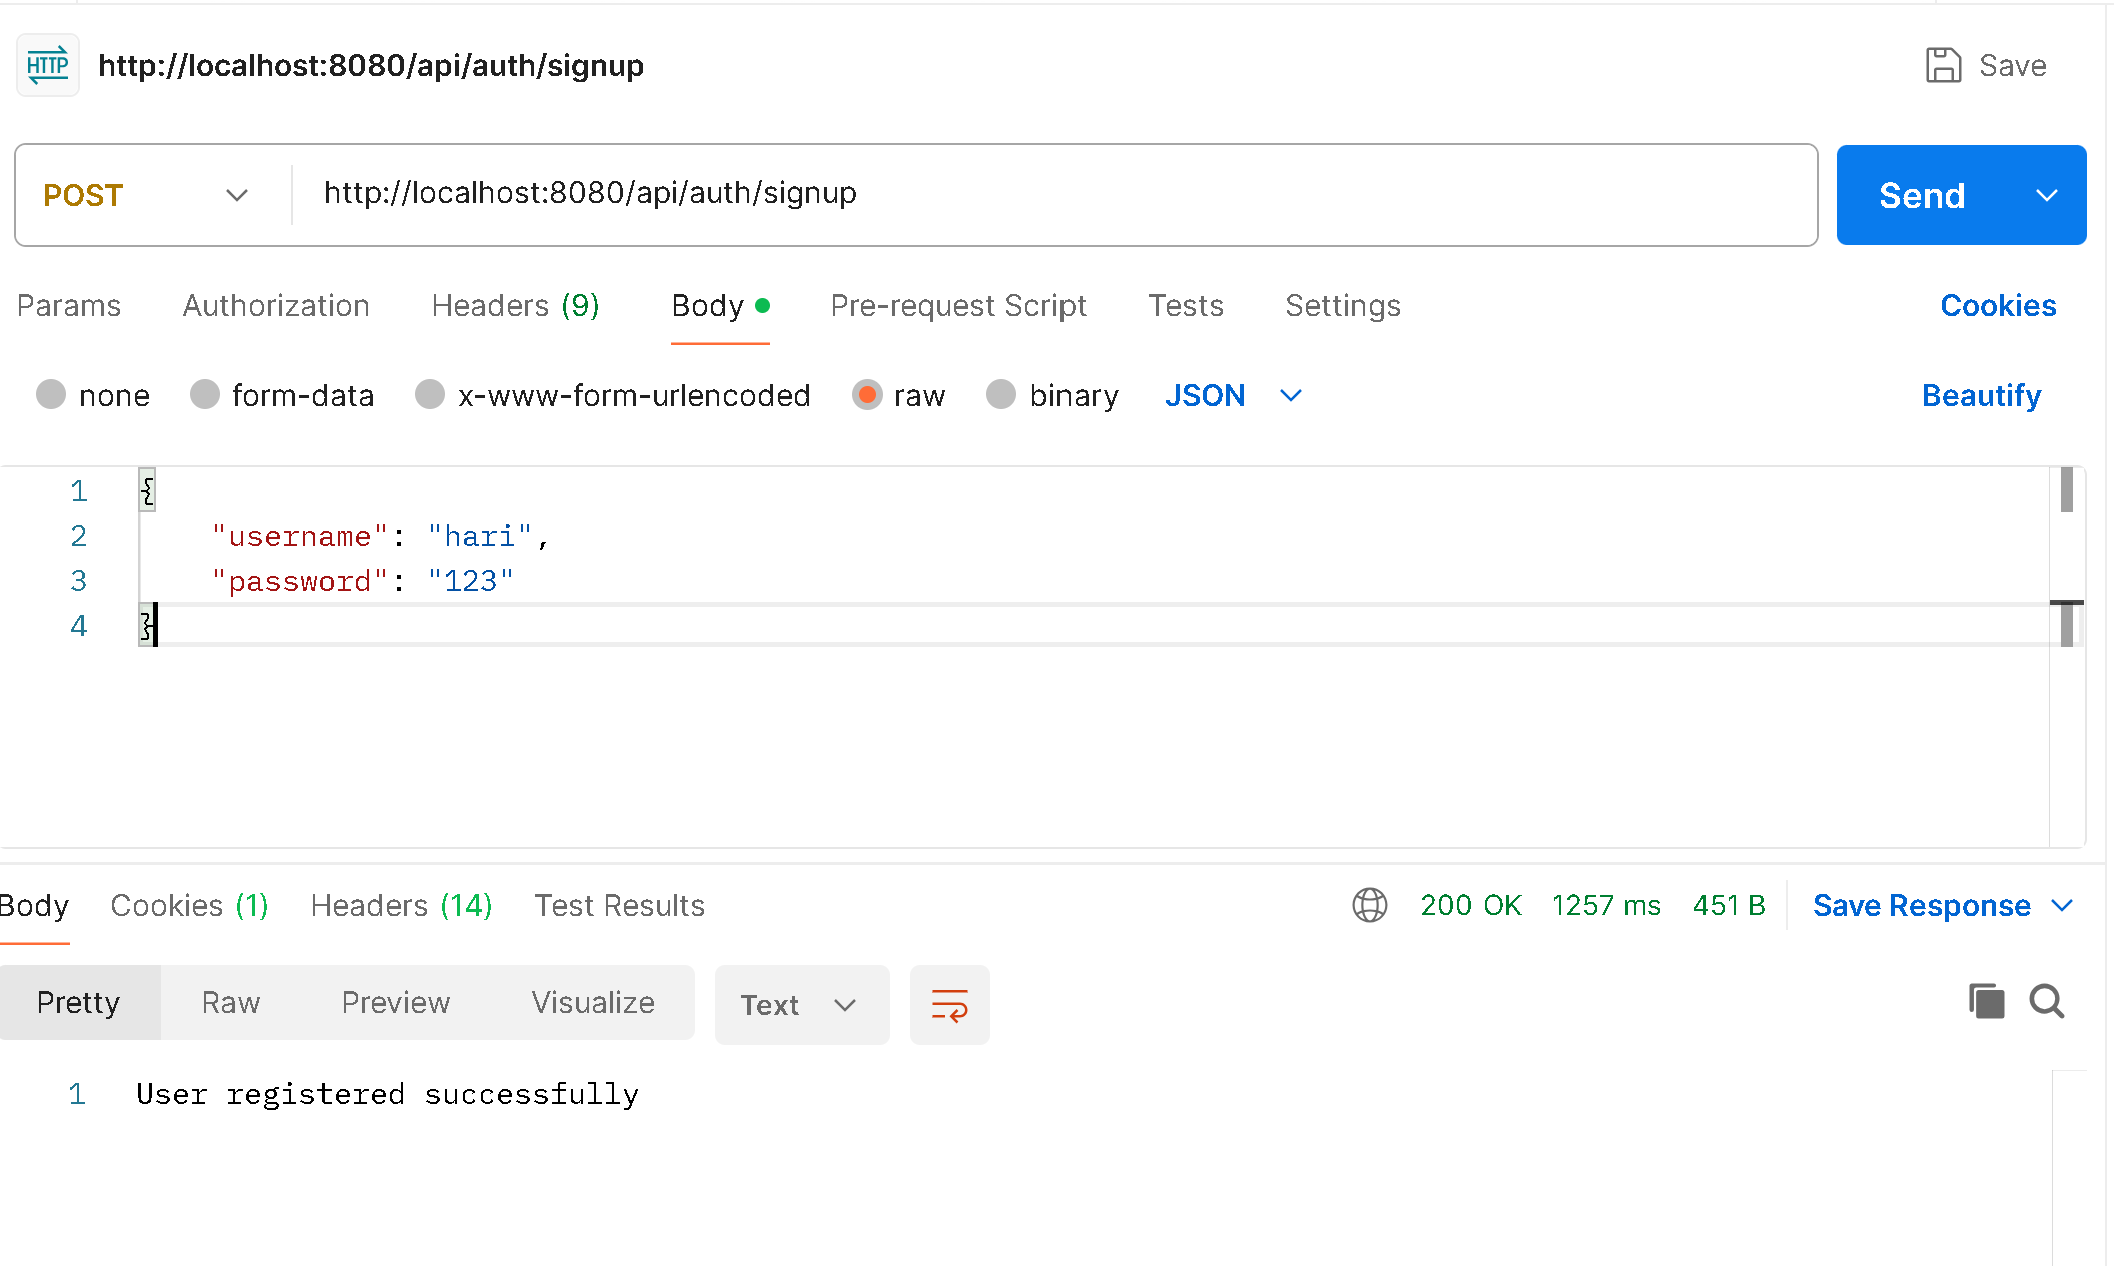 HTTP http://localhost:8080/api/auth/signup Save
POST http://localhost:8080/api/auth/signup Send
Params Authorization Headers (9) Body Pre-request Script Tests Settings Cookies
none form-data x-www-form-urlencoded raw binary JSON Beautify
1 {
2 "username": "hari",
3 "password": "123"
4 }
Body Cookies (1) Headers (14) Test Results 200 OK 1257 ms 451 B Save Response
Pretty Raw Preview Visualize Text
1 User registered successfully